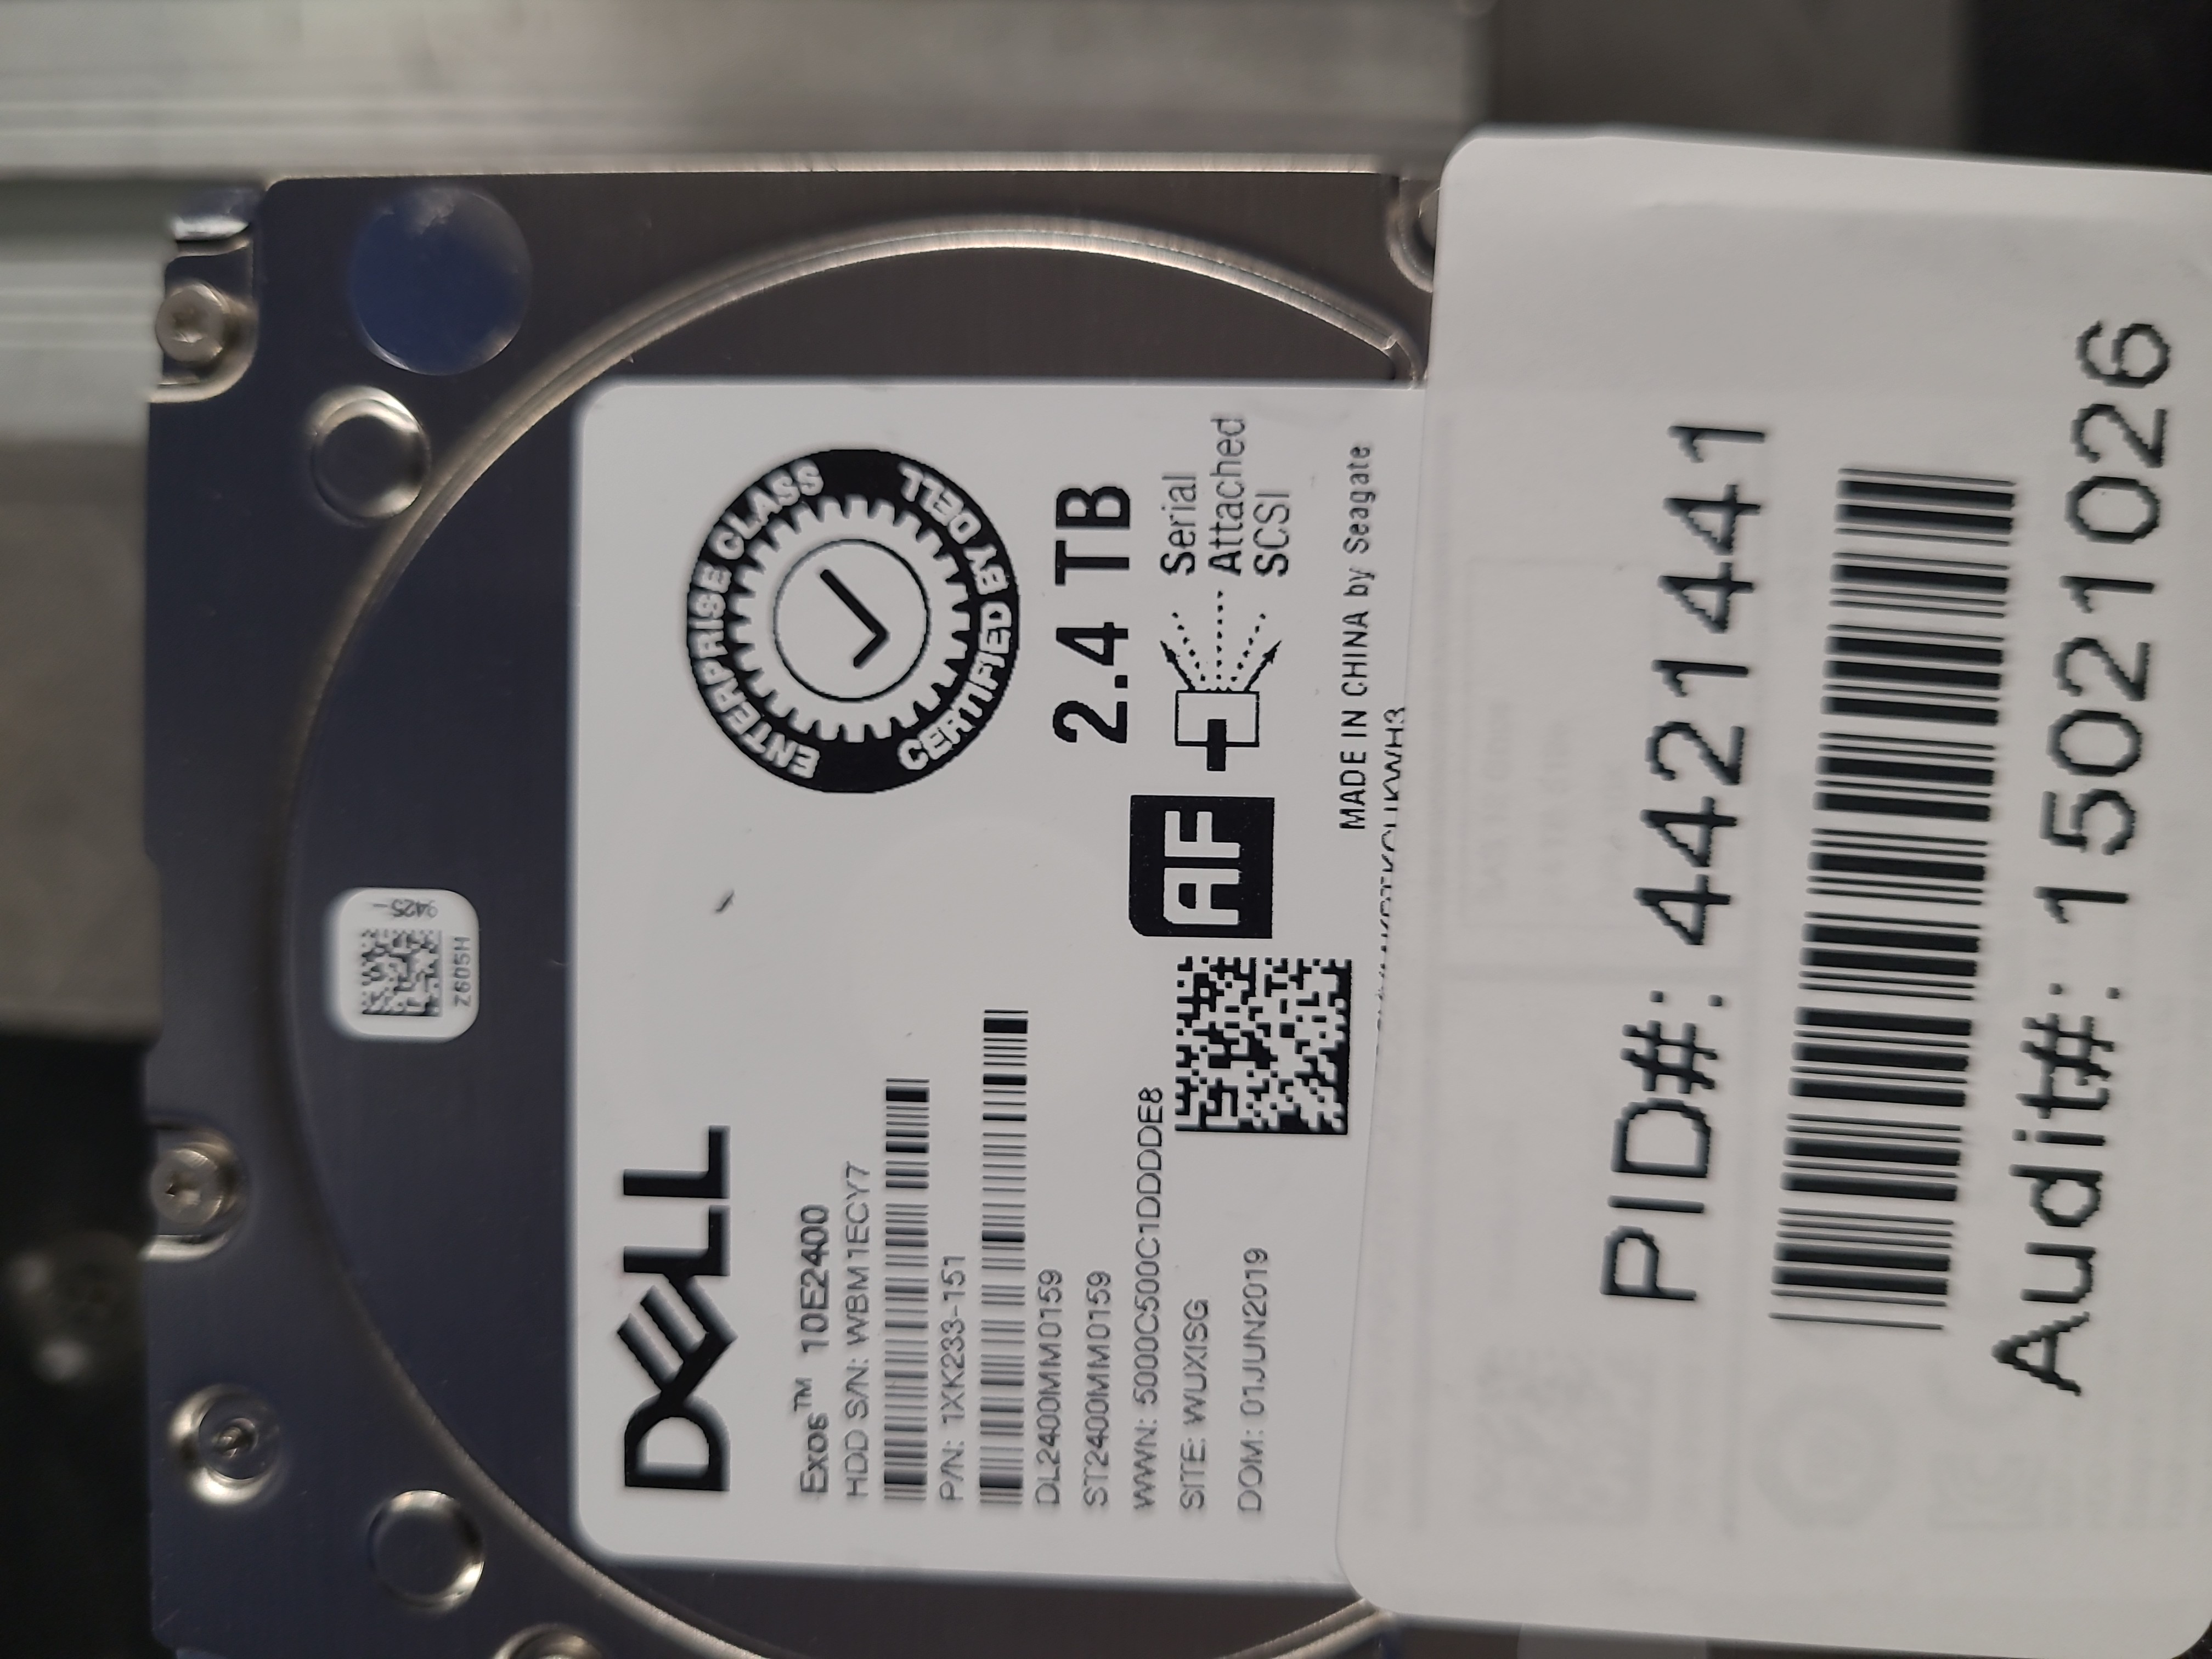 9425-
Z605H
DELL
Exos™ 10E2400
HDD S/N: WBM1ECY7
P/N: 1XK233-151
DL2400MM0159
ST2400MM0159
WWN: 5000C500C1DDDDE8
SITE: WUXISG
DOM: 01JUN2019
ENTERPRISE CLASS
CERTIFIED BY DELL
2.4 TB
AF
Serial
Attached
SCSI
MADE IN CHINA by Seagate
PID#: 4421441
Audit#: 15021026